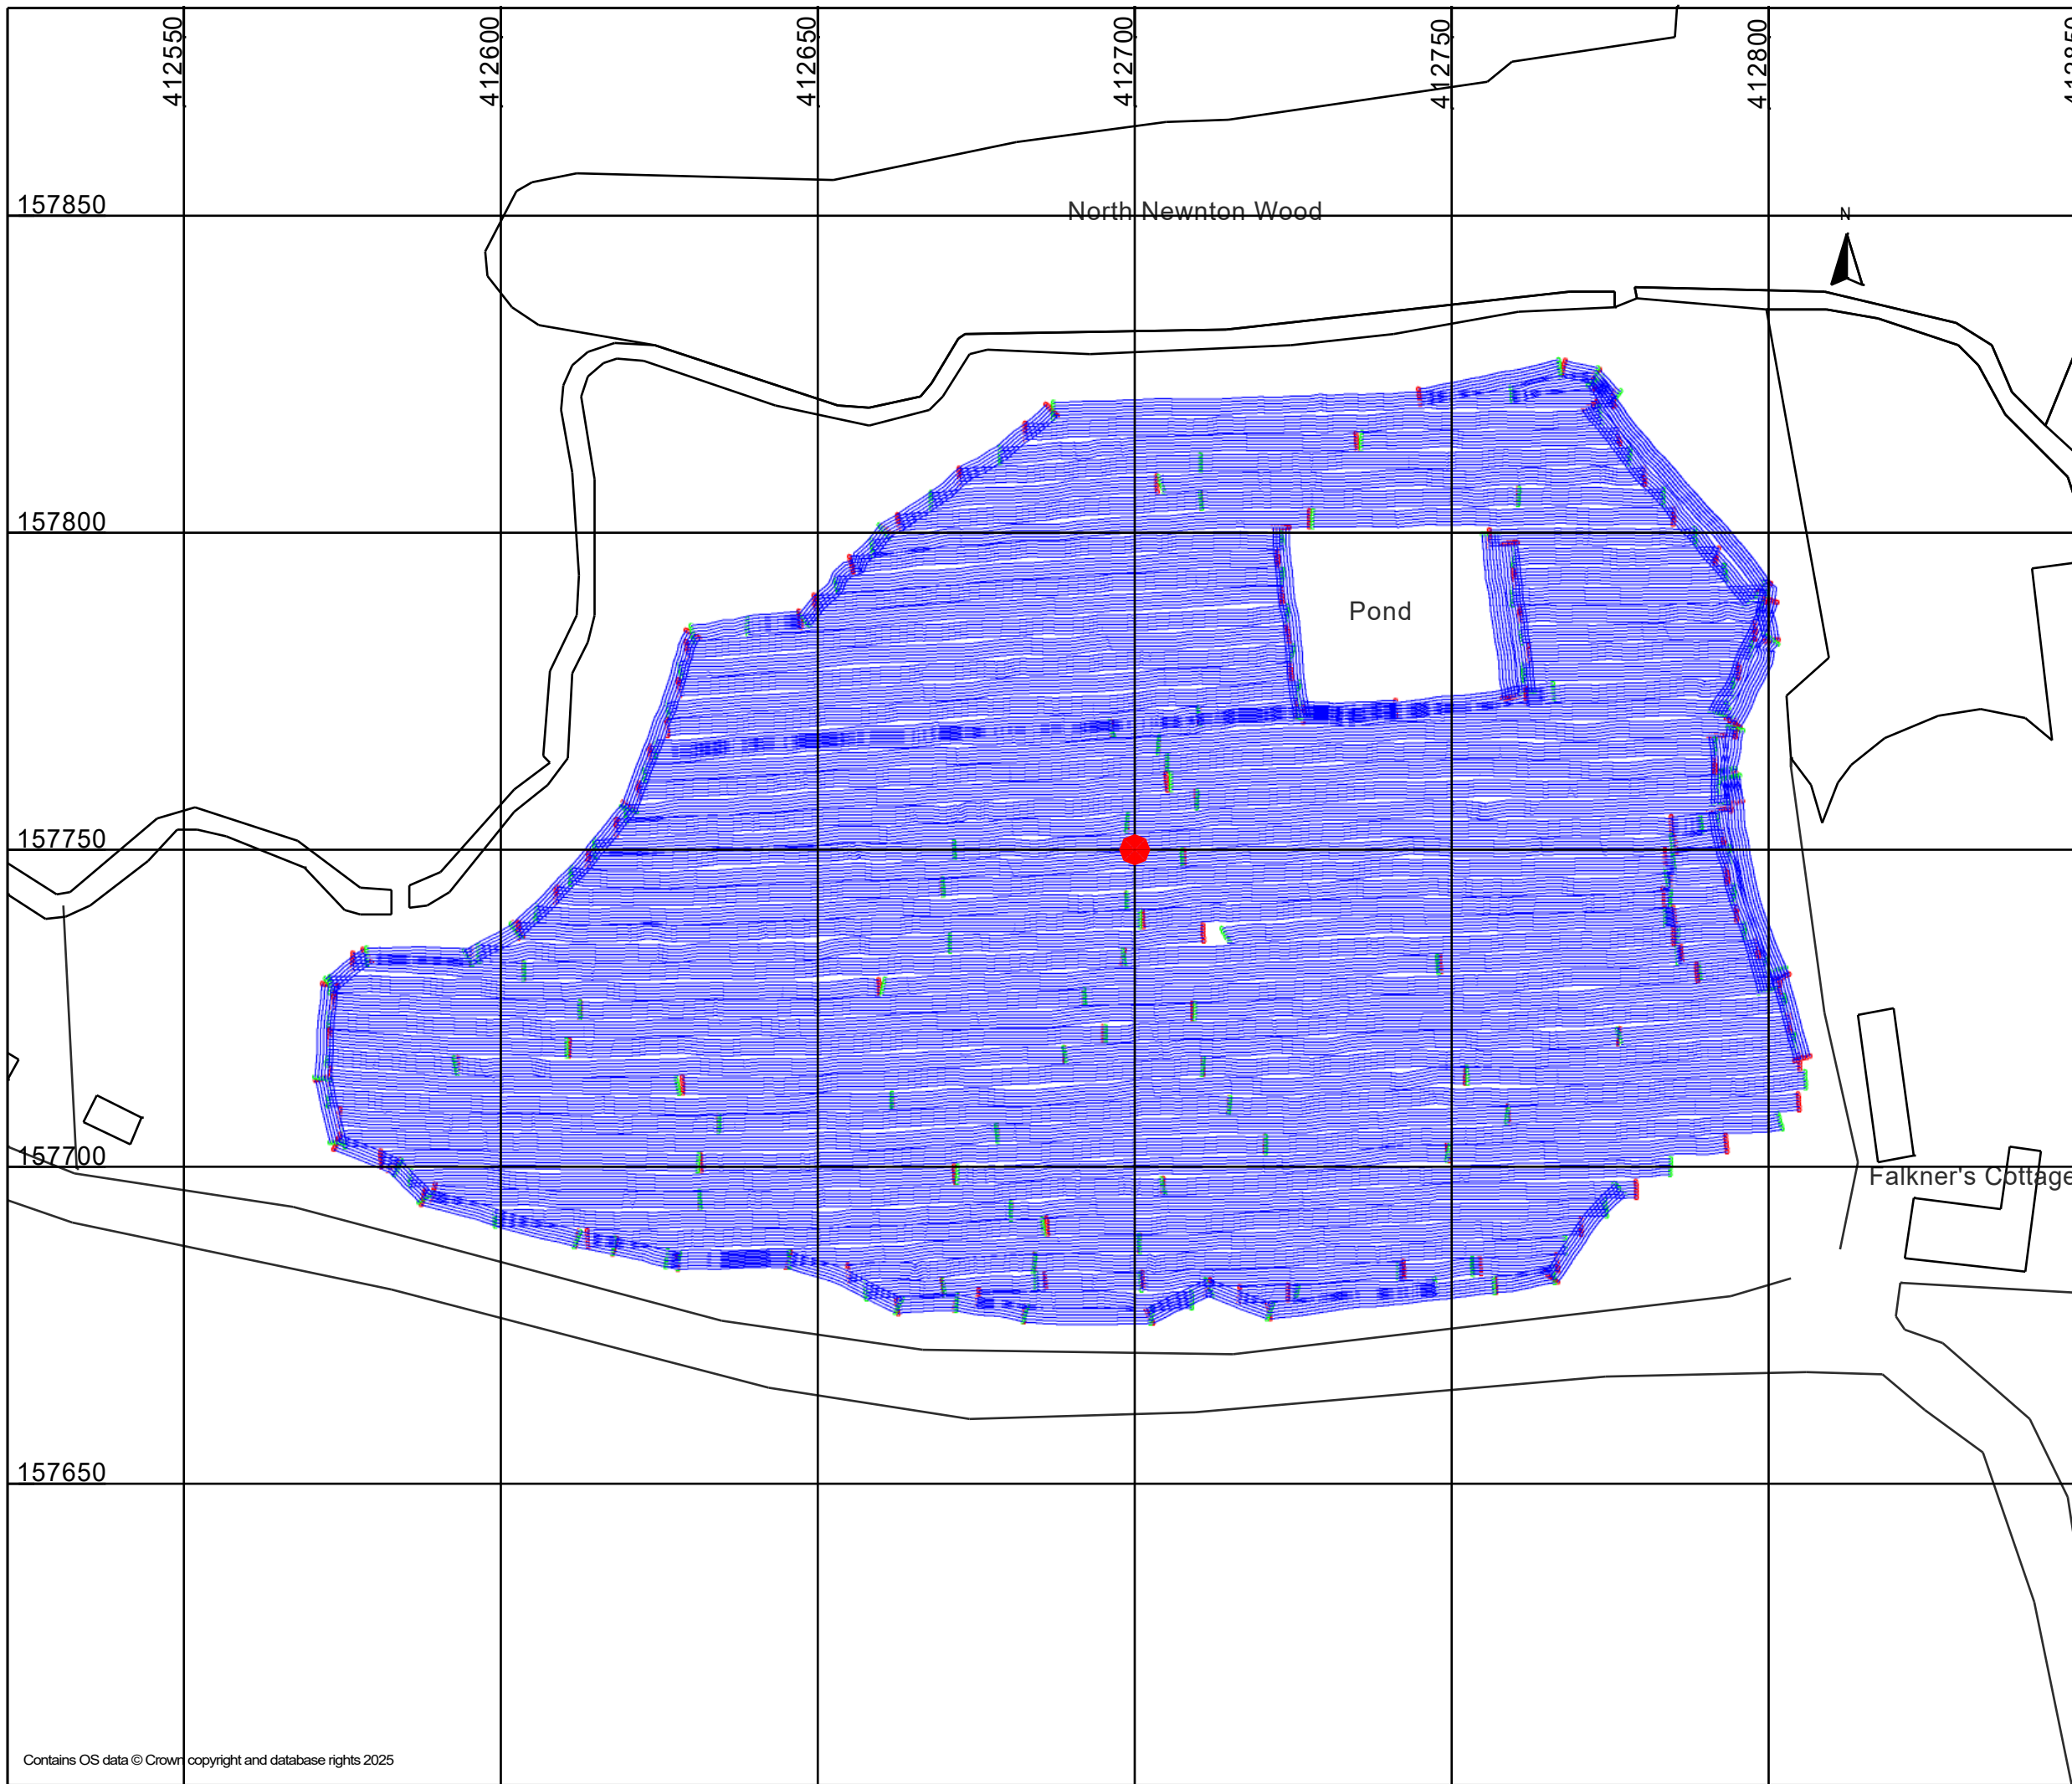 412550
412600
412650
412700
412750
412800
412850
157850
North Newnton Wood
N
157800
Pond
157750
157700
Falkner's Cottage
157650
Contains OS data © Crown copyright and database rights 2025